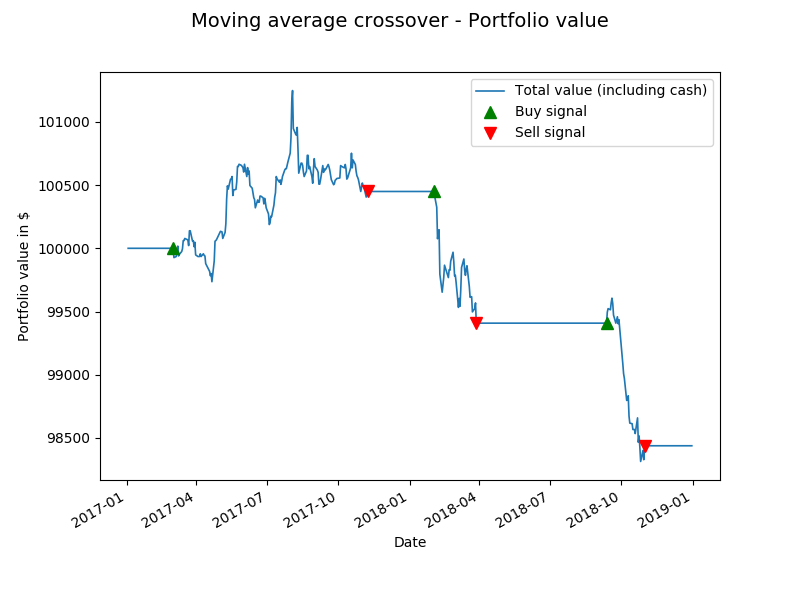 Moving average crossover - Portfolio value
Total value (including cash)
Buy signal
Sell signal
Portfolio value in $
101000
100500
100000
99500
99000
98500
2017-01
2017-04
2017-07
2017-10
2018-01
2018-04
2018-07
2018-10
2019-01
Date